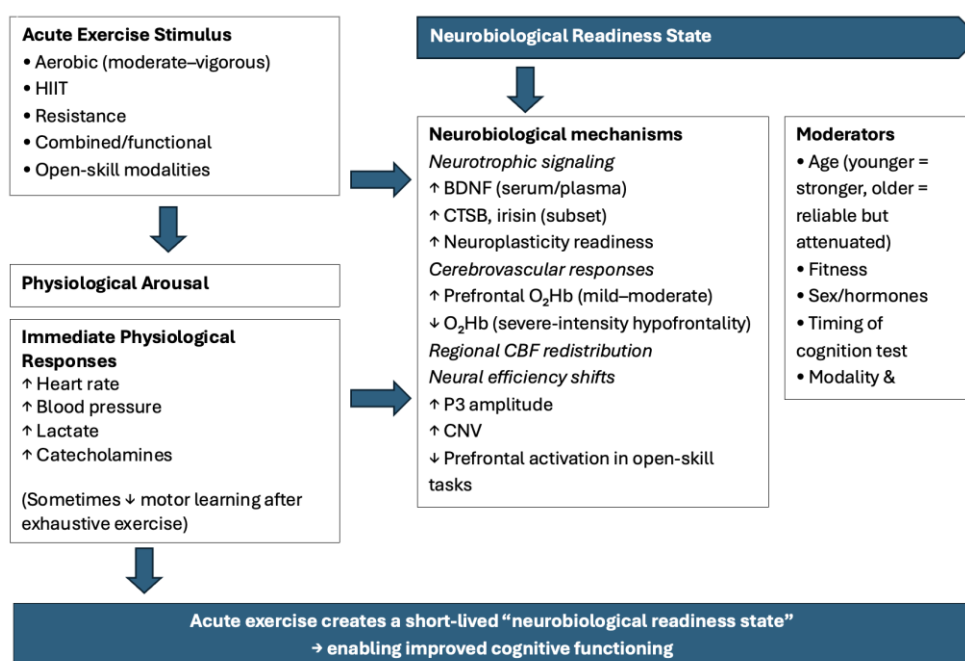 Acute Exercise Stimulus
• Aerobic (moderate–vigorous)
• HIIT
• Resistance
• Combined/functional
• Open-skill modalities
Physiological Arousal
Immediate Physiological
Responses
↑ Heart rate
↑ Blood pressure
↑ Lactate
↑ Catecholamines
(Sometimes ↓ motor learning after
exhaustive exercise)
Neurobiological Readiness State
Neurobiological mechanisms
Neurotrophic signaling
↑ BDNF (serum/plasma)
↑ CTSB, irisin (subset)
↑ Neuroplasticity readiness
Cerebrovascular responses
↑ Prefrontal O₂Hb (mild–moderate)
↓ O₂Hb (severe-intensity hypofrontality)
Regional CBF redistribution
Neural efficiency shifts
↑ P3 amplitude
↑ CNV
↓ Prefrontal activation in open-skill
tasks
Moderators
• Age (younger =
stronger, older =
reliable but
attenuated)
• Fitness
• Sex/hormones
• Timing of
cognition test
• Modality &
Acute exercise creates a short-lived “neurobiological readiness state”
→ enabling improved cognitive functioning